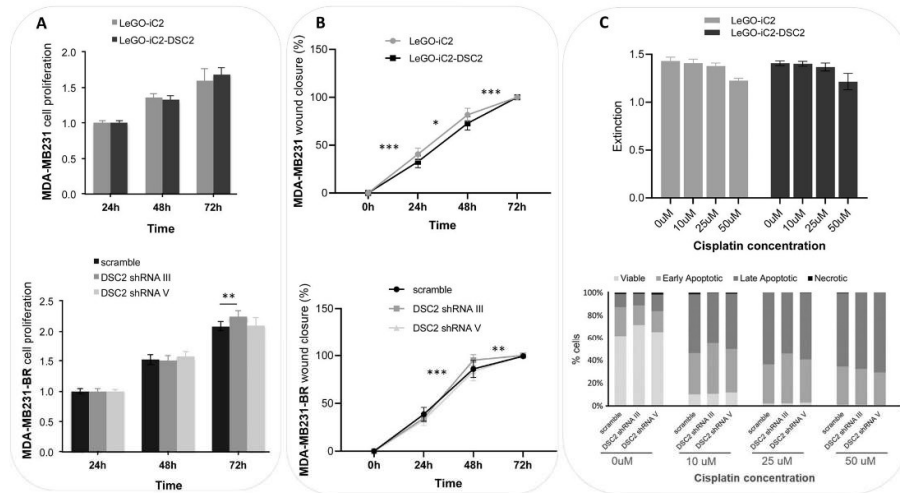 A
LeGO-iC2
LeGO-iC2-DSC2
MDA-MB231 cell proliferation
2.0
1.5
1.0
0.5
0.0
24h
48h
72h
Time
scramble
DSC2 shRNA III
DSC2 shRNA V
**
MDA-MB231-BR cell proliferation
2.5
2.0
1.5
1.0
0.5
0.0
24h
48h
72h
Time
B
LeGO-iC2
LeGO-iC2-DSC2
MDA-MB231 wound closure (%)
150
100
50
0
***
*
***
0h
24h
48h
72h
Time
scramble
DSC2 shRNA III
DSC2 shRNA V
MDA-MB231-BR wound closure (%)
150
100
50
0
***
**
0h
24h
48h
72h
Time
C
LeGO-iC2
LeGO-iC2-DSC2
Extinction
1.5
1.0
0.5
0.0
0uM
10uM
25uM
50uM
0uM
10uM
25uM
50uM
Cisplatin concentration
Viable
Early Apoptotic
Late Apoptotic
Necrotic
% cells
100%
80%
60%
40%
20%
0%
scramble
DSC2 shRNA III
DSC2 shRNA V
scramble
DSC2 shRNA III
DSC2 shRNA V
scramble
DSC2 shRNA III
DSC2 shRNA V
scramble
DSC2 shRNA III
DSC2 shRNA V
0uM
10 uM
25 uM
50 uM
Cisplatin concentration